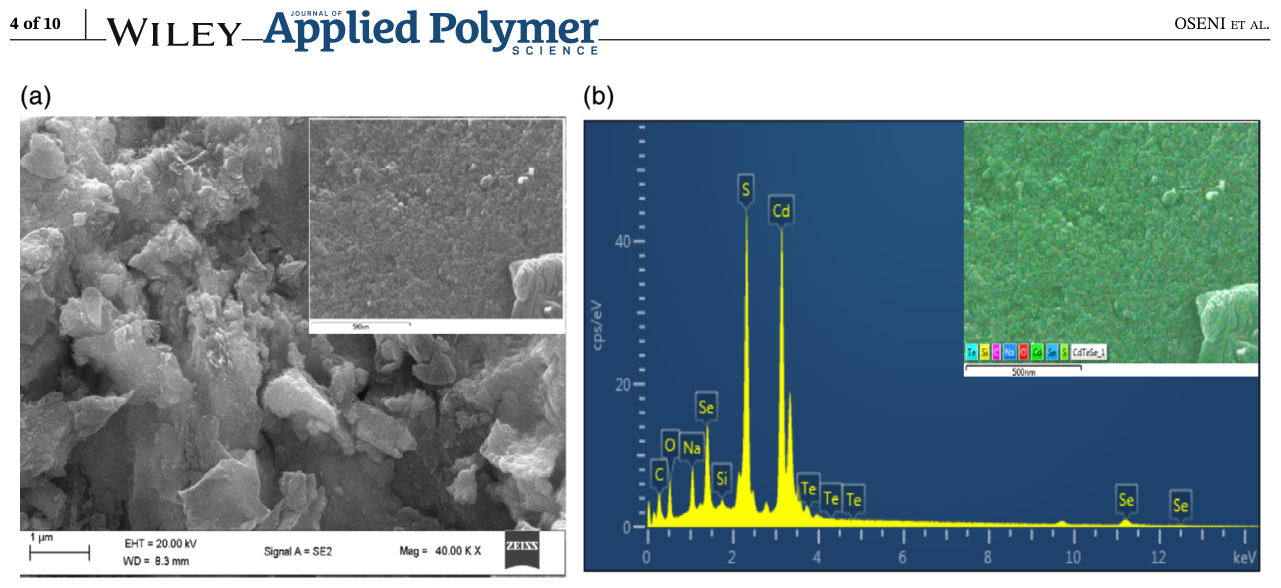 4 of 10 WILEY JOURNAL OF Applied Polymer SCIENCE OSENI ET AL.
(a) (b)
500nm
1 µm
EHT = 20.00 kV
WD = 8.3 mm
Signal A = SE2
Mag = 40.00 K X
ZEISS
cps/eV
40
20
0
C
O
Na
Se
Si
S
Cd
Te
Te
Te
Se
Se
0 2 4 6 8 10 12 keV
Te Si C Na O Cd Se S CdTeSe_1
500nm